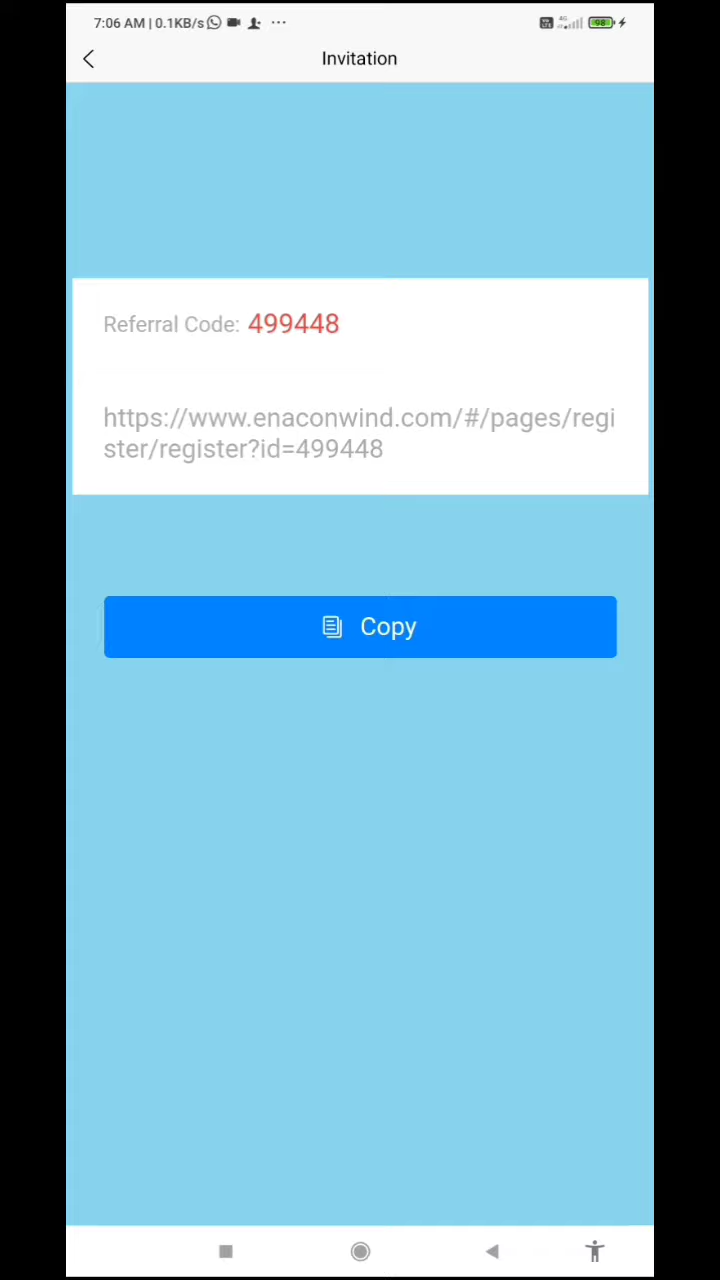 7:06 AM | 0.1KB/s
Invitation
Referral Code: 499448
https://www.enaconwind.com/#/pages/regi
ster/register?id=499448
Copy